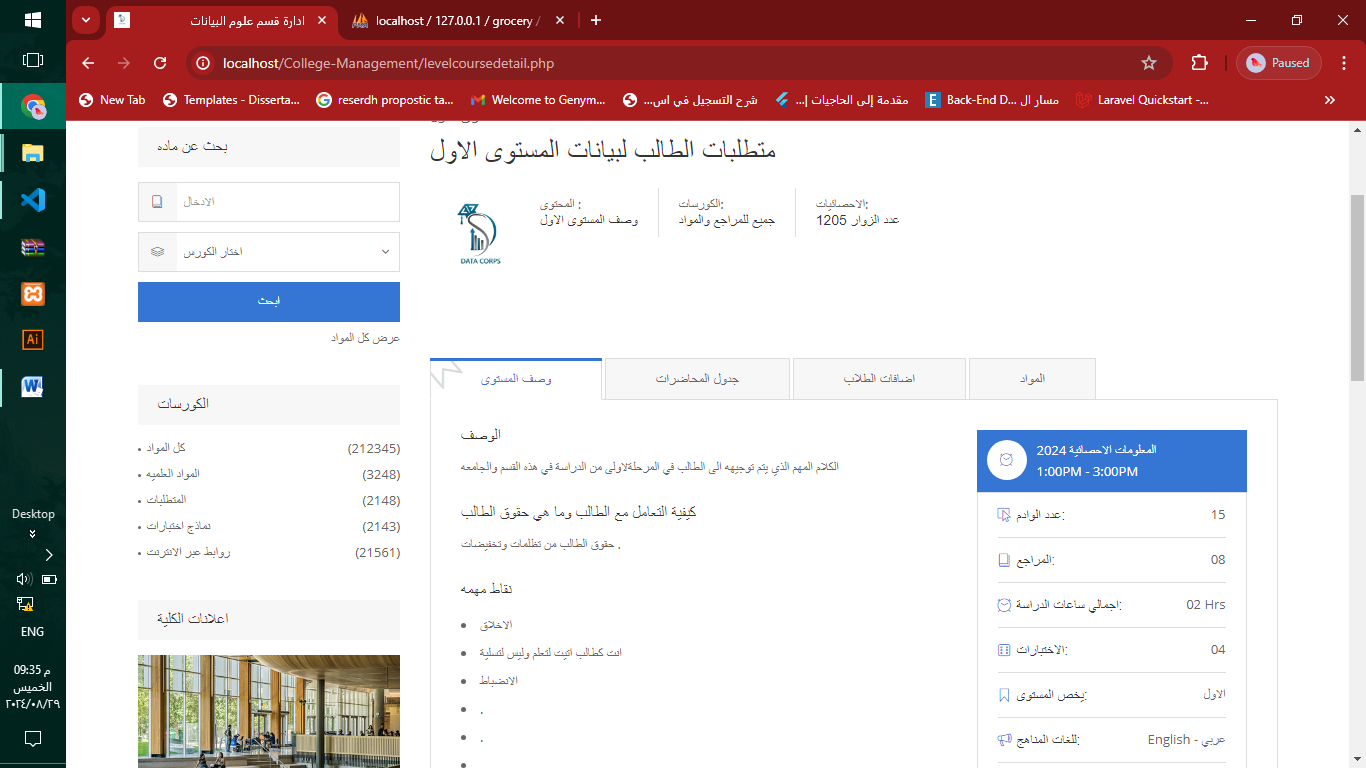 ادارة قسم علوم البيانات
localhost / 127.0.0.1 / grocery /
localhost/College-Management/levelcoursedetail.php
Paused
New Tab
Templates - Disserta...
reserdh propostic ta...
Welcome to Genym...
شرح التسجيل في اس...
مقدمة إلى الحاجيات |...
Back-End D... مسار ال
Laravel Quickstart -...
بحث عن ماده
الادخال
اختار الكورس
ابحث
عرض كل المواد
الكورسات
كل المواد (212345)
المواد العلميه (3248)
المتطلبات (2148)
نماذج اختبارات (2143)
روابط عبر الانترنت (21561)
اعلانات الكلية
متطلبات الطالب لبيانات المستوى الاول
DATA CORPS
المحتوى :
وصف المستوى الاول
الكورسات:
جميع للمراجع والمواد
الاحصائيات:
عدد الزوار 1205
وصف المستوى
جدول المحاضرات
اضافات الطلاب
المواد
الوصف
الكلام المهم الذي يتم توجيهه الى الطالب في المرحلةلاولى من الدراسة في هذه القسم والجامعه
كيفية التعامل مع الطالب وما هي حقوق الطالب
حقوق الطالب من تظلمات وتخفيضات .
نقاط مهمه
الاخلاق
انت كطالب اتيت لتعلم وليس لتسلية
الانضباط
.
.
المعلومات الاحصائية 2024
1:00PM - 3:00PM
عدد الوادم: 15
المراجع: 08
اجمالي ساعات الدراسة: 02 Hrs
الاختبارات: 04
يخص المستوى: الاول
للغات المناهج: English - عربي
Desktop
ENG
09:35 م
الخميس
٢٠٢٤/٠٨/٢٩